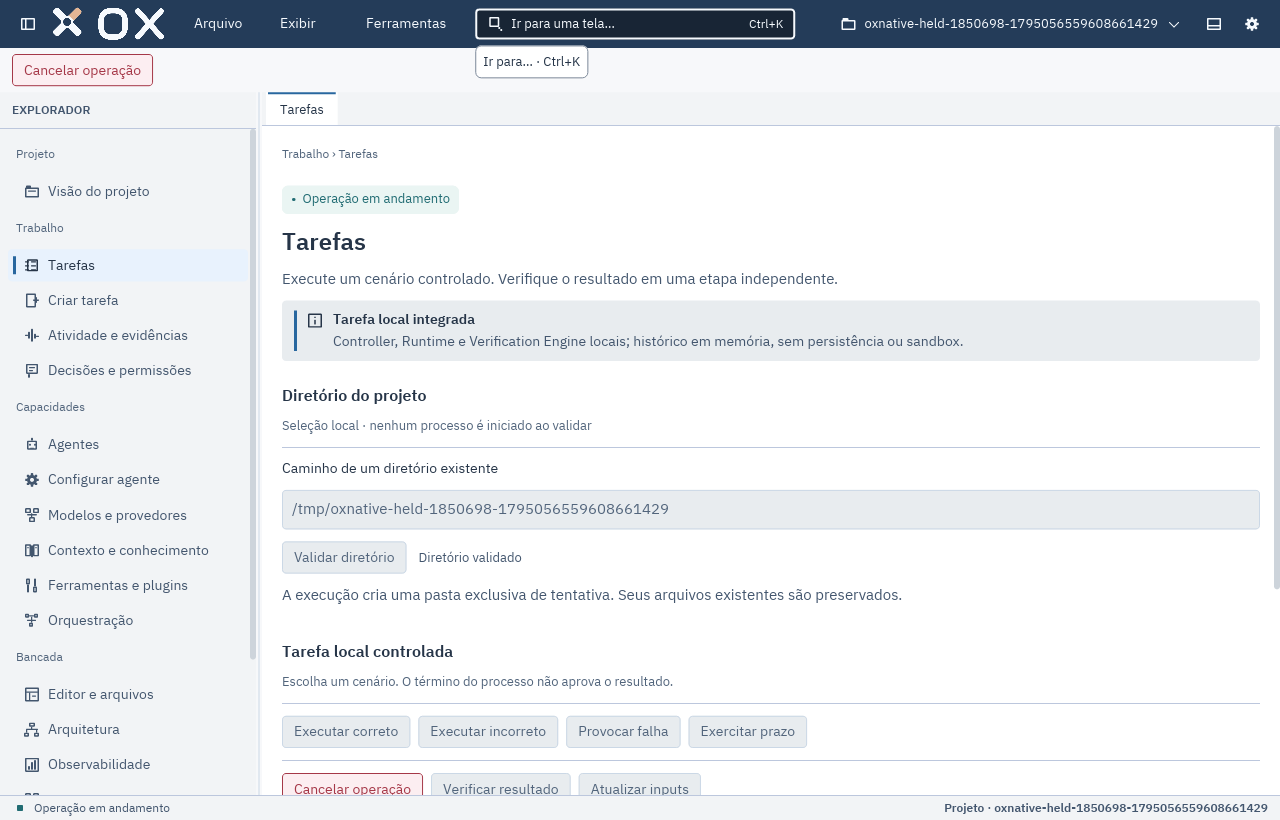 OX
Arquivo
Exibir
Ferramentas
Ir para uma tela...
Ctrl+K
oxnative-held-1850698-1795056559608661429
Cancelar operação
Ir para... · Ctrl+K
EXPLORADOR
Projeto
Visão do projeto
Trabalho
Tarefas
Criar tarefa
Atividade e evidências
Decisões e permissões
Capacidades
Agentes
Configurar agente
Modelos e provedores
Contexto e conhecimento
Ferramentas e plugins
Orquestração
Bancada
Editor e arquivos
Arquitetura
Observabilidade
Tarefas
Trabalho › Tarefas
• Operação em andamento
Tarefas
Execute um cenário controlado. Verifique o resultado em uma etapa independente.
Tarefa local integrada
Controller, Runtime e Verification Engine locais; histórico em memória, sem persistência ou sandbox.
Diretório do projeto
Seleção local · nenhum processo é iniciado ao validar
Caminho de um diretório existente
/tmp/oxnative-held-1850698-1795056559608661429
Validar diretório
Diretório validado
A execução cria uma pasta exclusiva de tentativa. Seus arquivos existentes são preservados.
Tarefa local controlada
Escolha um cenário. O término do processo não aprova o resultado.
Executar correto
Executar incorreto
Provocar falha
Exercitar prazo
Cancelar operação
Verificar resultado
Atualizar inputs
Operação em andamento
Projeto · oxnative-held-1850698-1795056559608661429